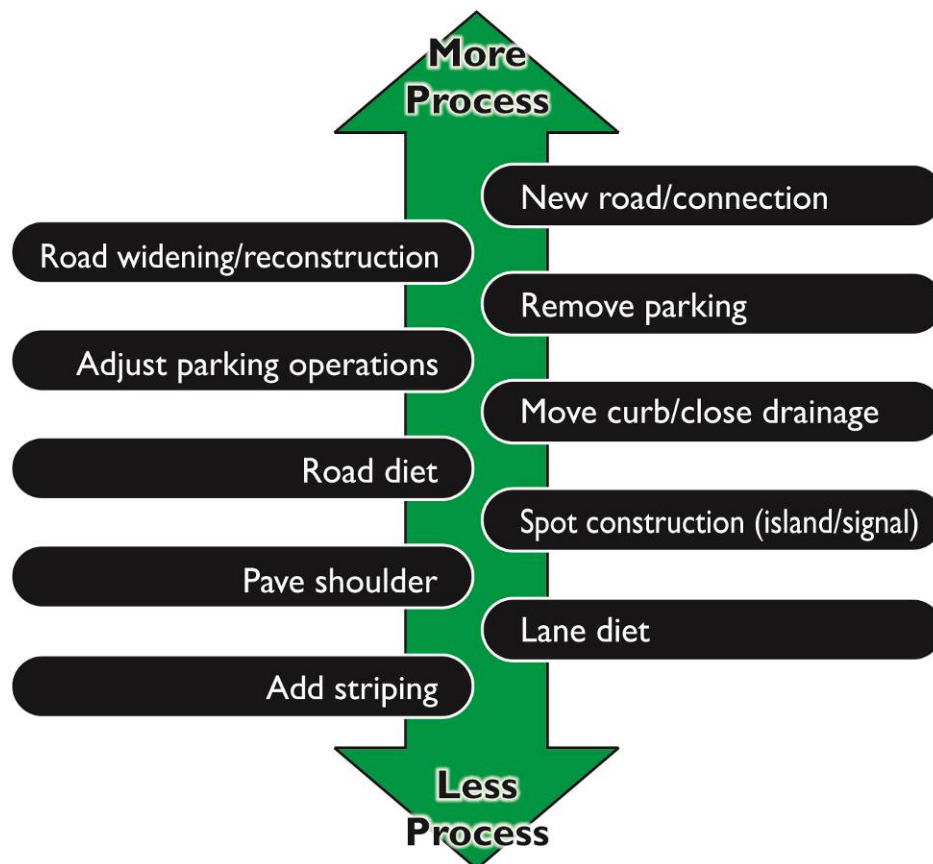 More
Process
New road/connection
Road widening/reconstruction
Remove parking
Adjust parking operations
Move curb/close drainage
Road diet
Spot construction (island/signal)
Pave shoulder
Lane diet
Add striping
Less
Process